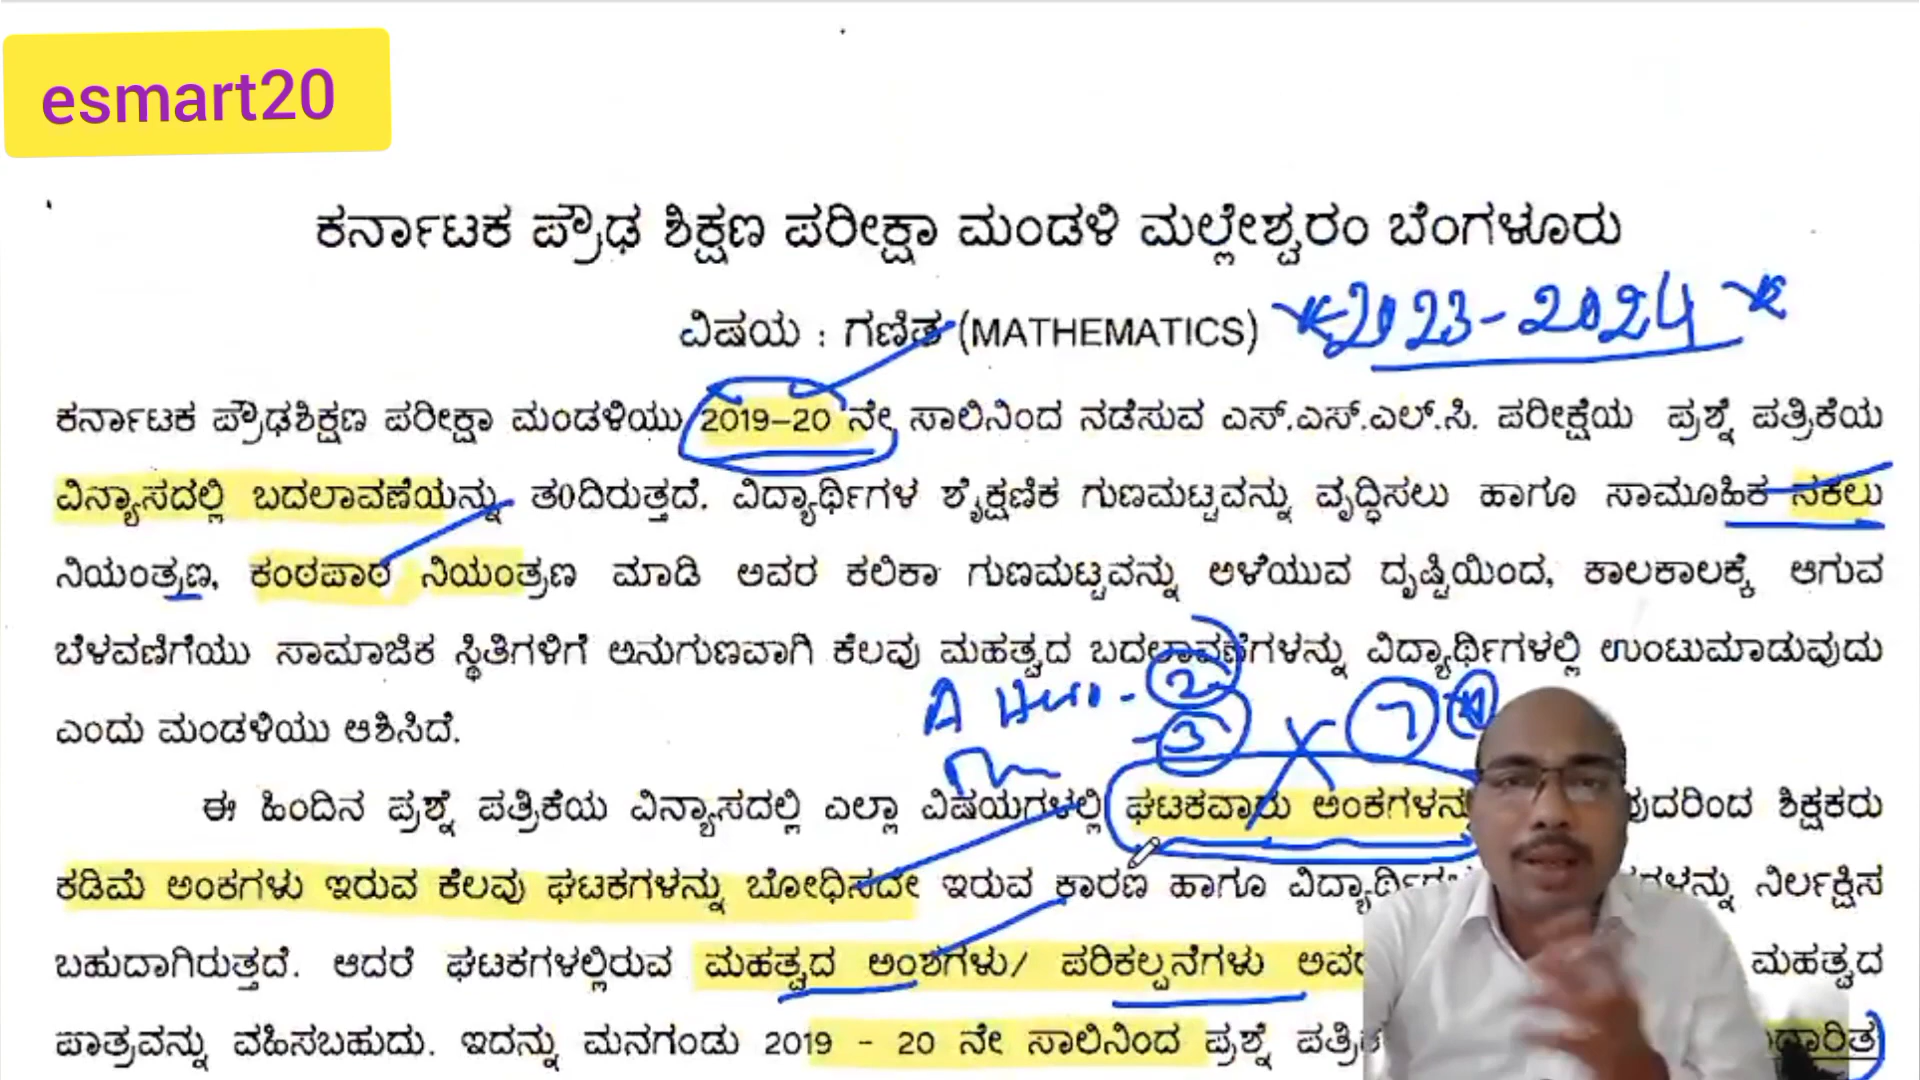 esmart20
ಕರ್ನಾಟಕ ಪ್ರೌಢ ಶಿಕ್ಷಣ ಪರೀಕ್ಷಾ ಮಂಡಳಿ ಮಲ್ಲೇಶ್ವರಂ ಬೆಂಗಳೂರು
ವಿಷಯ : ಗಣಿತ (MATHEMATICS) 2023-2024
ಕರ್ನಾಟಕ ಪ್ರೌಢಶಿಕ್ಷಣ ಪರೀಕ್ಷಾ ಮಂಡಳಿಯು 2019–20 ನೇ ಸಾಲಿನಿಂದ ನಡೆಸುವ ಎಸ್.ಎಸ್.ಎಲ್.ಸಿ. ಪರೀಕ್ಷೆಯ ಪ್ರಶ್ನೆ ಪತ್ರಿಕೆಯ
ವಿನ್ಯಾಸದಲ್ಲಿ ಬದಲಾವಣೆಯನ್ನು ತಂದಿರುತ್ತದೆ. ವಿದ್ಯಾರ್ಥಿಗಳ ಶೈಕ್ಷಣಿಕ ಗುಣಮಟ್ಟವನ್ನು ವೃದ್ಧಿಸಲು ಹಾಗೂ ಸಾಮೂಹಿಕ ನಕಲು
ನಿಯಂತ್ರಣ, ಕಂಠಪಾಠ ನಿಯಂತ್ರಣ ಮಾಡಿ ಅವರ ಕಲಿಕಾ ಗುಣಮಟ್ಟವನ್ನು ಅಳೆಯುವ ದೃಷ್ಟಿಯಿಂದ, ಕಾಲಕಾಲಕ್ಕೆ ಆಗುವ
ಬೆಳವಣಿಗೆಯು ಸಾಮಾಜಿಕ ಸ್ಥಿತಿಗಳಿಗೆ ಅನುಗುಣವಾಗಿ ಕೆಲವು ಮಹತ್ವದ ಬದಲಾವಣೆಗಳನ್ನು ವಿದ್ಯಾರ್ಥಿಗಳಲ್ಲಿ ಉಂಟುಮಾಡುವುದು
2
ಎಂದು ಮಂಡಳಿಯು ಆಶಿಸಿದೆ.
3 7
ಈ ಹಿಂದಿನ ಪ್ರಶ್ನೆ ಪತ್ರಿಕೆಯ ವಿನ್ಯಾಸದಲ್ಲಿ ಎಲ್ಲಾ ವಿಷಯಗಳಲ್ಲಿ ಘಟಕವಾರು ಅಂಕಗಳನ್ನು ಶಿಕ್ಷಕರು
ಕಡಿಮೆ ಅಂಕಗಳು ಇರುವ ಕೆಲವು ಘಟಕಗಳನ್ನು ಬೋಧಿಸದೇ ಇರುವ ಕಾರಣ ಹಾಗೂ ನಿರ್ಲಕ್ಷಿಸ
ಬಹುದಾಗಿರುತ್ತದೆ. ಆದರೆ ಘಟಕಗಳಲ್ಲಿರುವ ಮಹತ್ವದ ಅಂಶಗಳು/ ಪರಿಕಲ್ಪನೆಗಳು ಮಹತ್ವದ
ಪಾತ್ರವನ್ನು ವಹಿಸಬಹುದು. ಇದನ್ನು ಮನಗಂಡು 2019 - 20 ನೇ ಸಾಲಿನಿಂದ ಪ್ರಶ್ನೆ